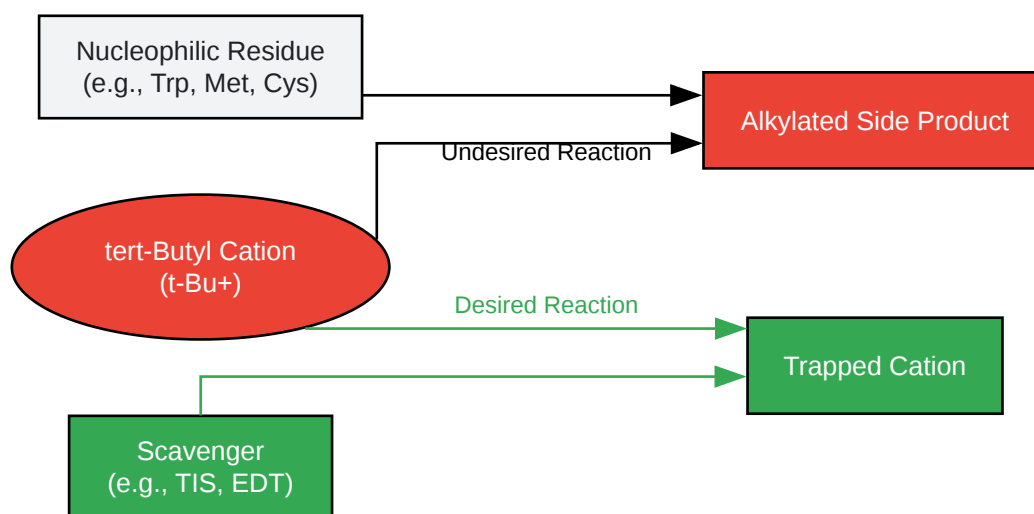 Nucleophilic Residue
(e.g., Trp, Met, Cys)
Alkylated Side Product
Undesired Reaction
tert-Butyl Cation
(t-Bu+)
Desired Reaction
Trapped Cation
Scavenger
(e.g., TIS, EDT)